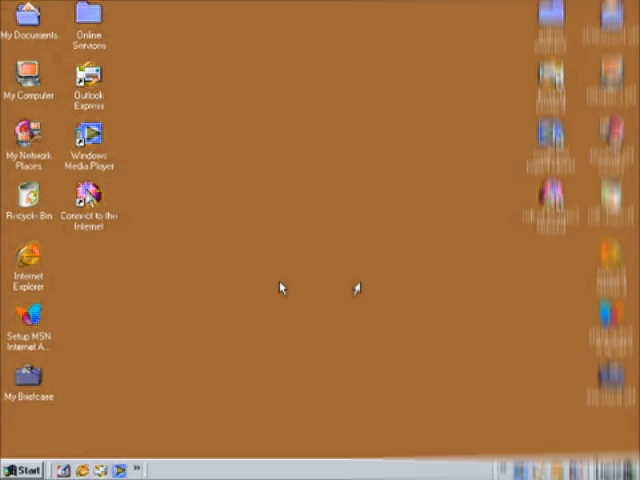 My Documents
Online
Services
My Computer
Outlook
Express
My Network
Places
Windows
Media Player
Recycle Bin
Connect to the
Internet
Internet
Explorer
Setup MSN
Internet A...
My Briefcase
Start